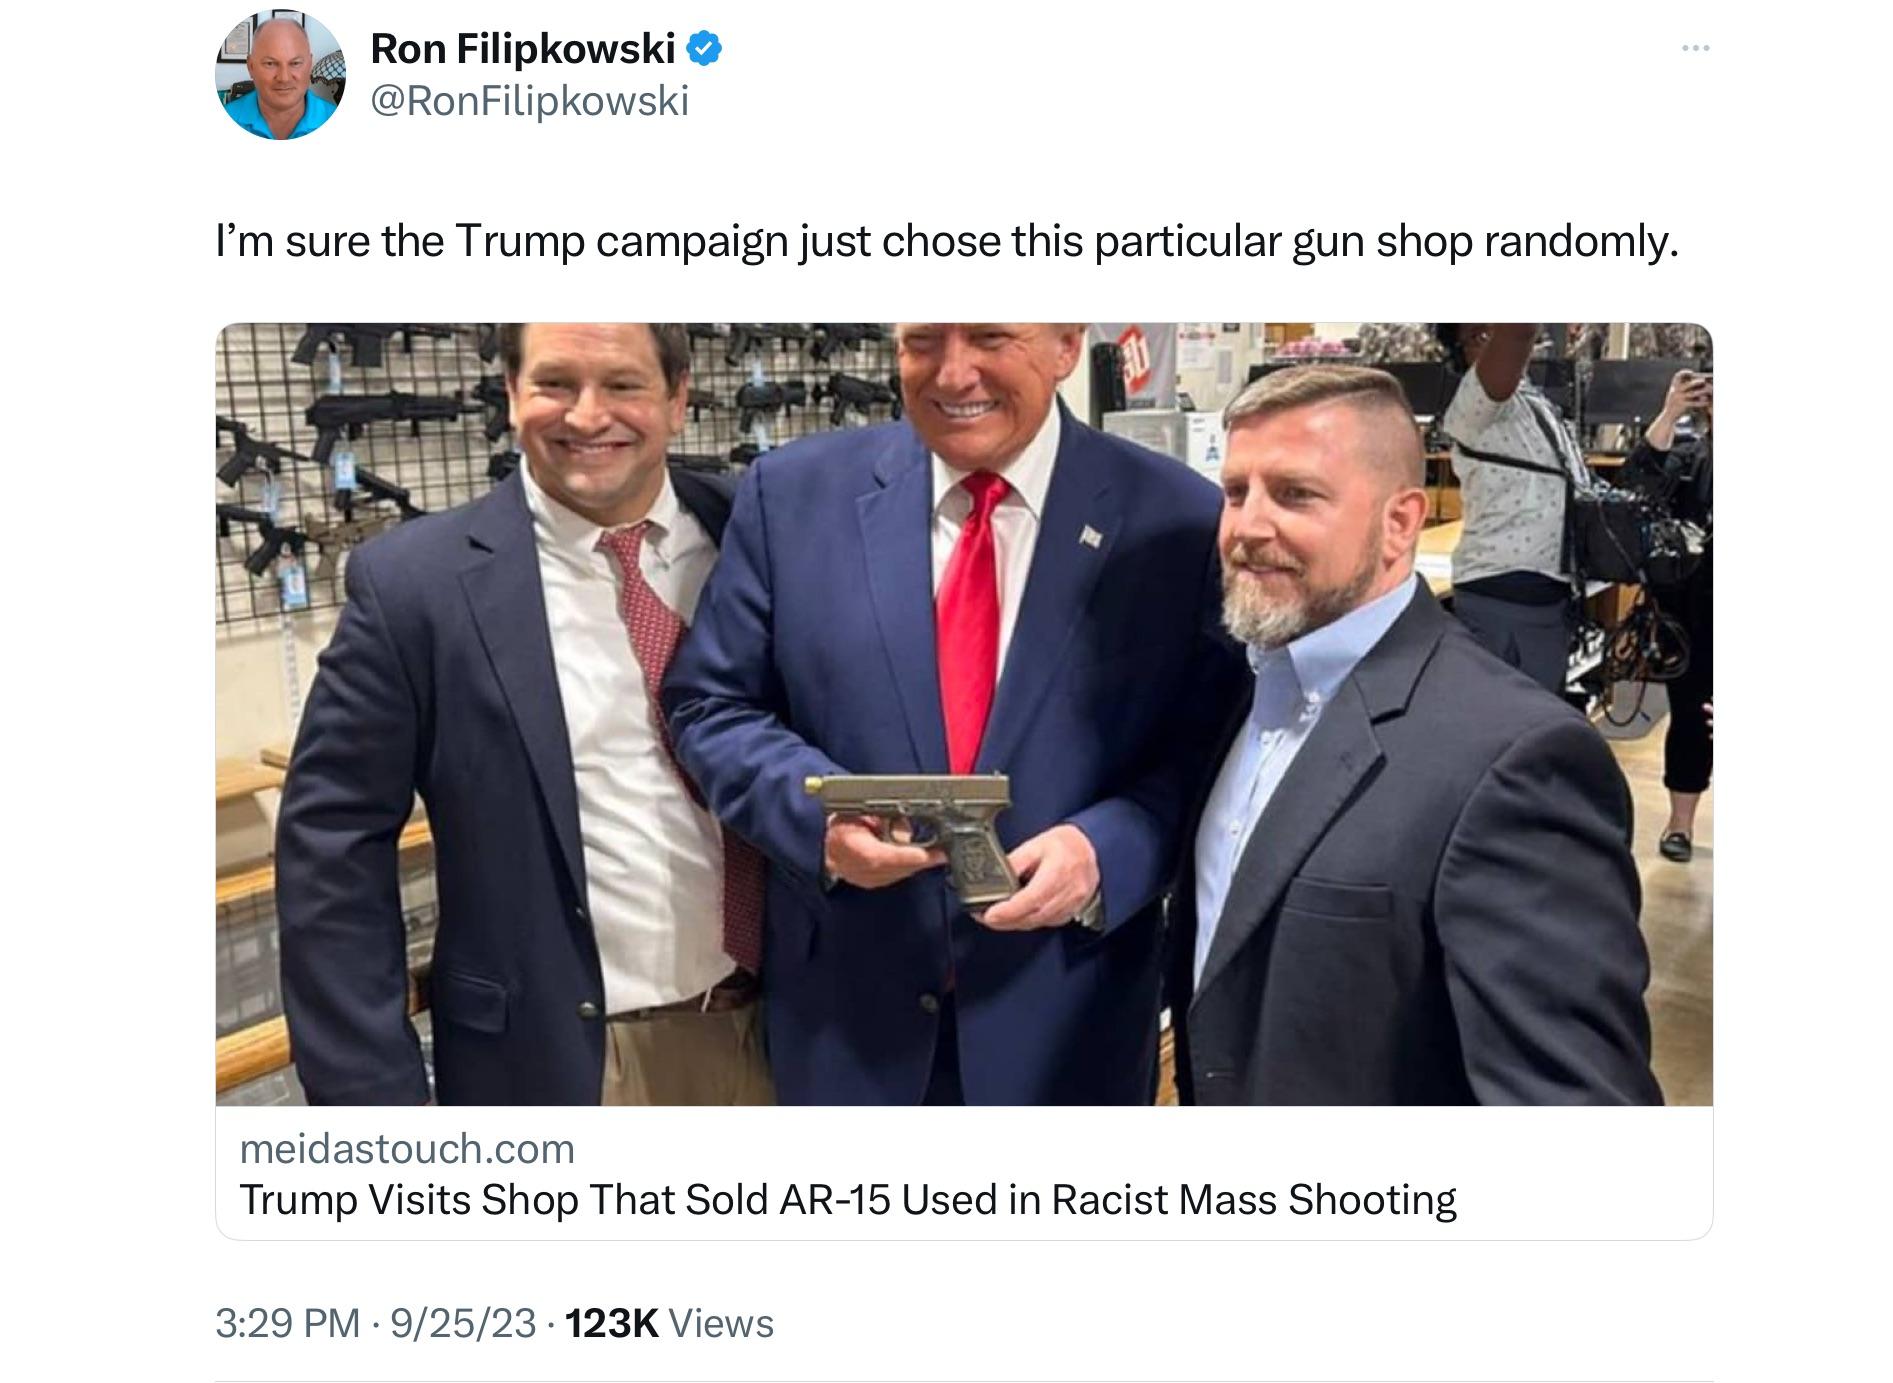 Ron Filipkowski
@RonFilipkowski
I’m sure the Trump campaign just chose this particular gun shop randomly.
meidastouch.com
Trump Visits Shop That Sold AR-15 Used in Racist Mass Shooting
3:29 PM · 9/25/23 · 123K Views